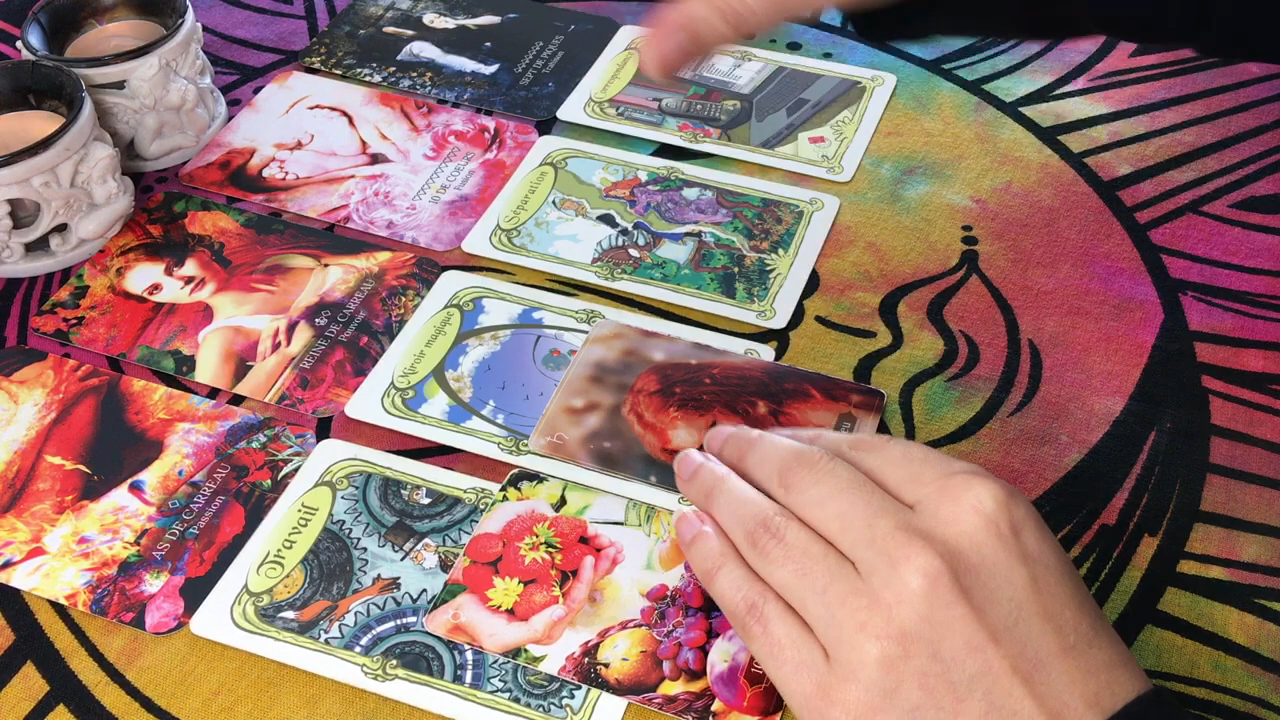 SEPT DE PIQUES
Trahison
Correspondance
10 DE COEURS
Fusion
Séparation
REINE DE CARREAU
Pouvoir
Miroir magique
AS DE CARREAU
Passion
Travail
10